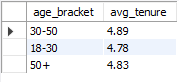 age_bracket avg_tenure
30-50 4.89
18-30 4.78
50+ 4.83